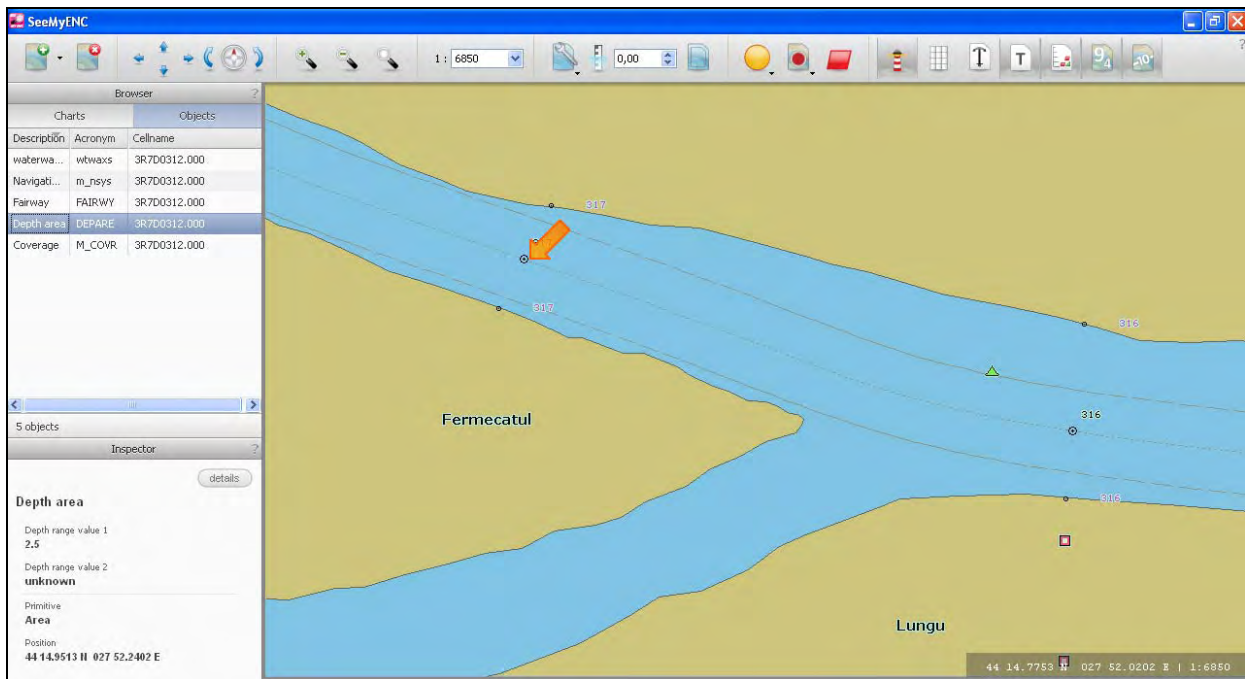 SeeMyENC
1 : 6850
0,00
T
9 4
-10°
?
Browser ?
Charts Objects
Description Acronym Cellname
waterwa... wtwaxs 3R7D0312.000
Navigati... m_nsys 3R7D0312.000
Fairway FAIRWY 3R7D0312.000
Depth area DEPARE 3R7D0312.000
Coverage M_COVR 3R7D0312.000
5 objects
Inspector ?
details
Depth area
Depth range value 1
2.5
Depth range value 2
unknown
Primitive
Area
Position
44 14.9513 N 027 52.2402 E
317
317
316
316
Fermecatul
316
Lungu
44 14.7753 N 027 52.0202 E | 1:6850